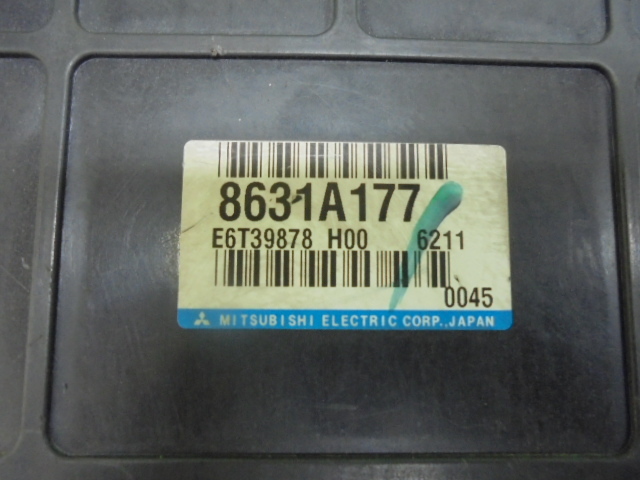 8631A177
E6T39878 H00 6211
0045
MITSUBISHI ELECTRIC CORP., JAPAN